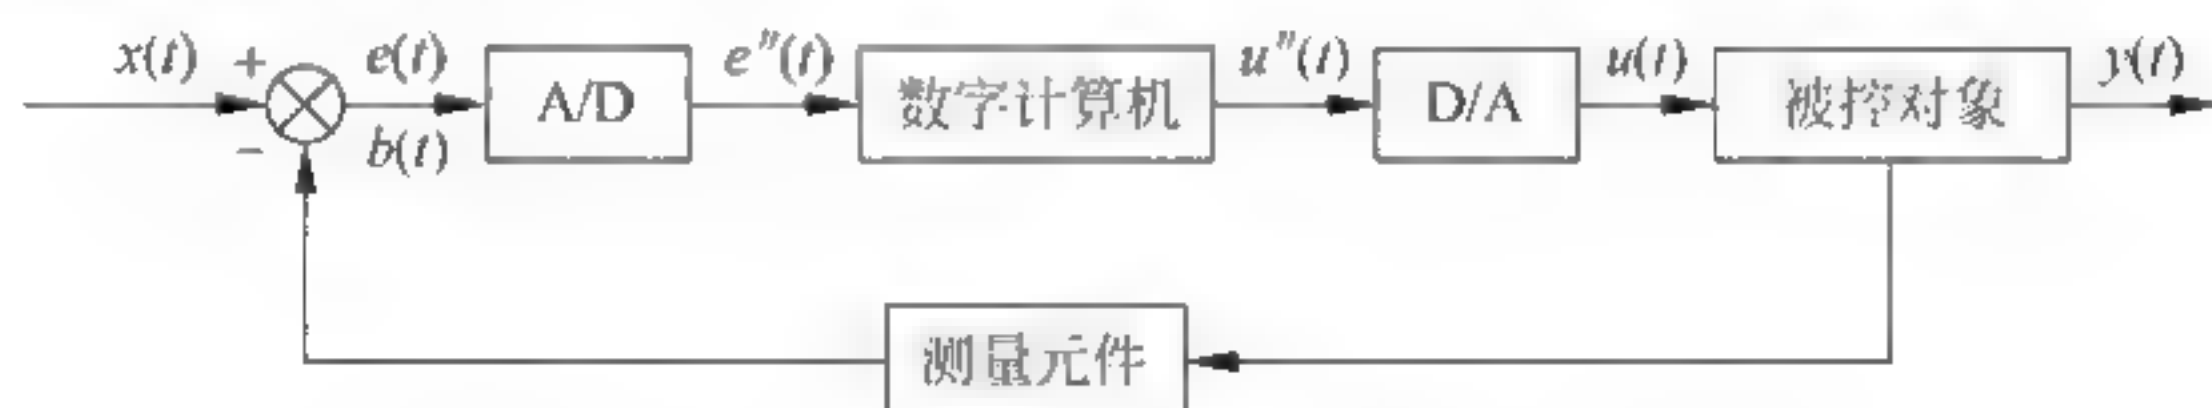 x(t) + e(t) A/D e"(t) 数字计算机 u"(t) D/A u(t) 被控对象 y(t)
− b(t)
测量元件